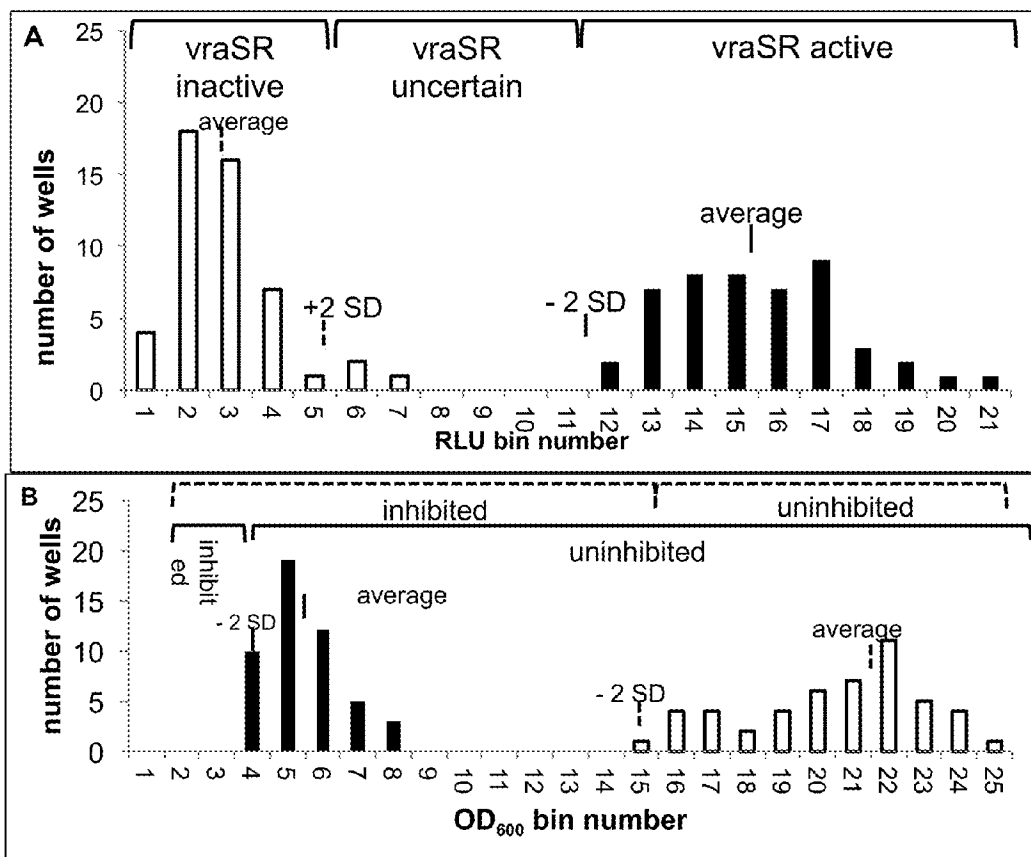 A
vraSR
inactive
vraSR
uncertain
vraSR active
average
+2 SD
average
- 2 SD
number of wells
25
20
15
10
5
0
1 2 3 4 5 6 7 8 9 10 11 12 13 14 15 16 17 18 19 20 21
RLU bin number
B
inhibited
uninhibited
inhibit
ed
uninhibited
- 2 SD
average
- 2 SD
average
number of wells
25
20
15
10
5
0
1 2 3 4 5 6 7 8 9 10 11 12 13 14 15 16 17 18 19 20 21 22 23 24 25
OD600 bin number